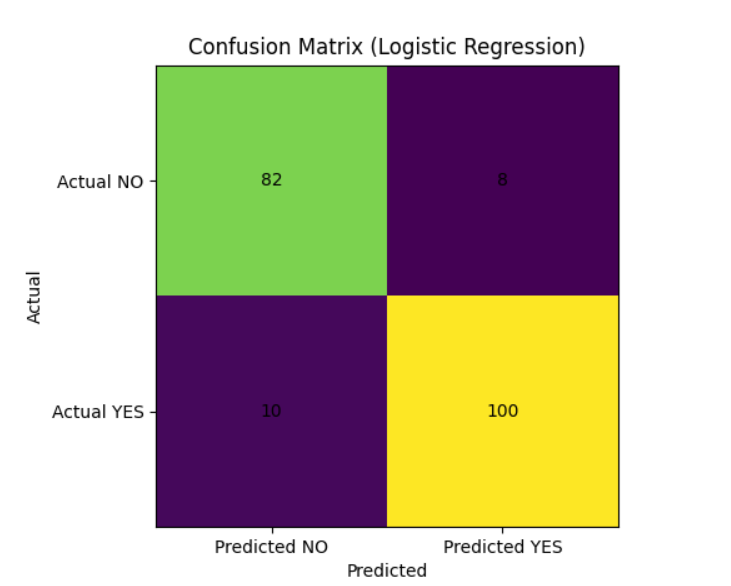 Confusion Matrix (Logistic Regression)
Actual NO
82
8
Actual
Actual YES
10
100
Predicted NO
Predicted YES
Predicted